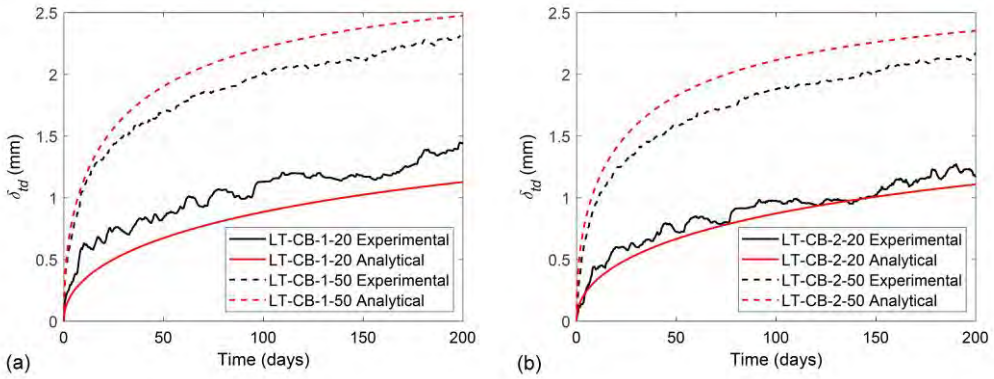 2.5
2
1.5
1
0.5
0
δtd (mm)
LT-CB-1-20 Experimental
LT-CB-1-20 Analytical
LT-CB-1-50 Experimental
LT-CB-1-50 Analytical
0 50 100 150 200
(a) Time (days)
2.5
2
1.5
1
0.5
0
δtd (mm)
LT-CB-2-20 Experimental
LT-CB-2-20 Analytical
LT-CB-2-50 Experimental
LT-CB-2-50 Analytical
0 50 100 150 200
(b) Time (days)